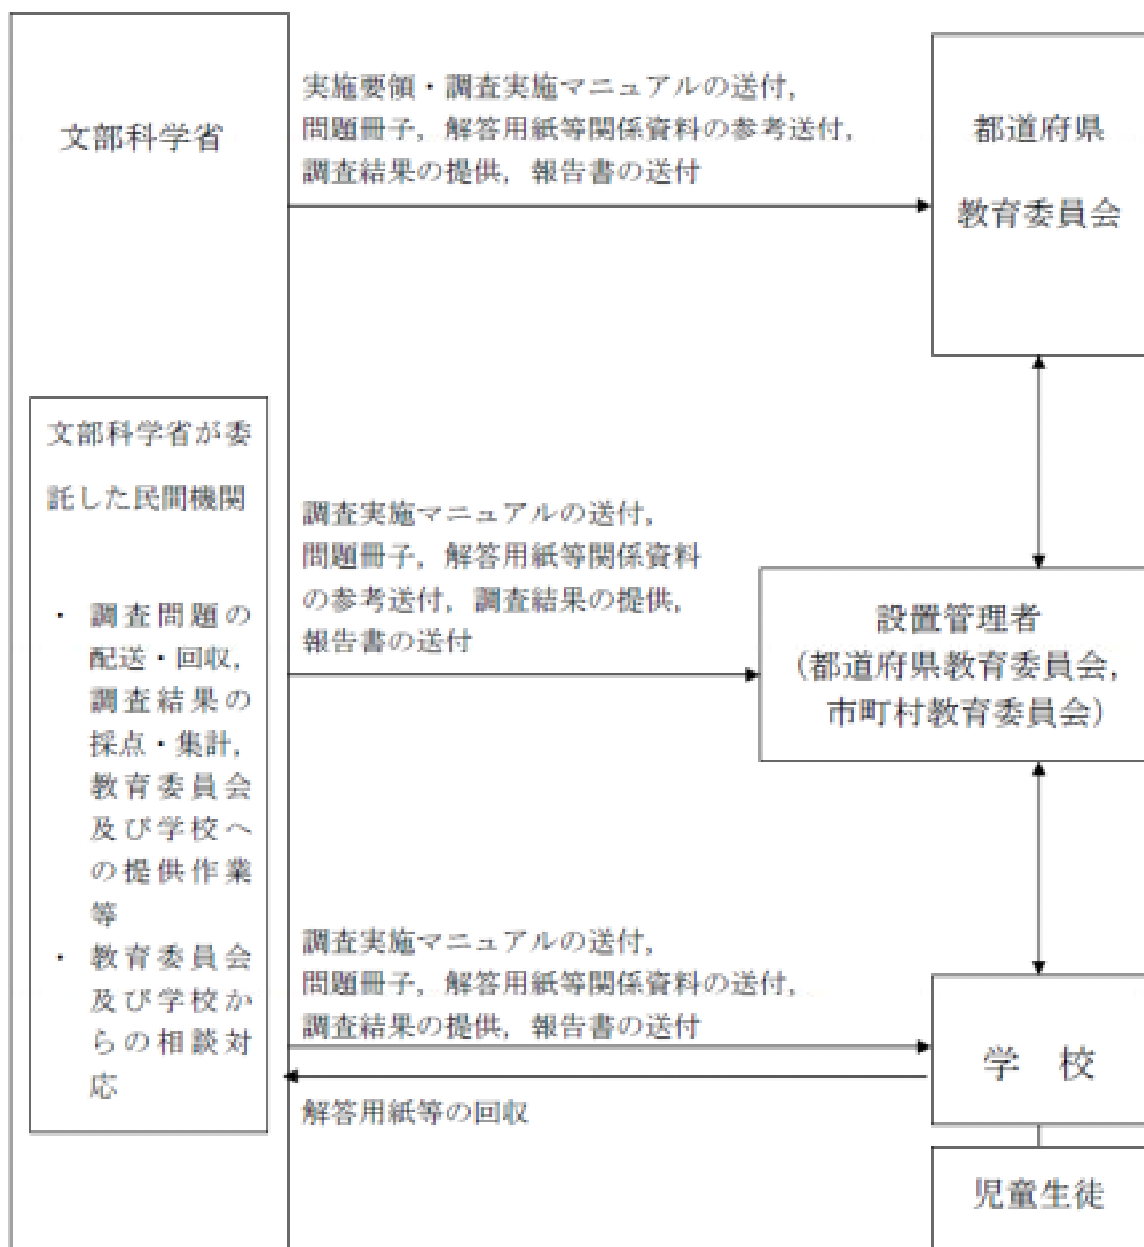 文部科学省
実施要領・調査実施マニュアルの送付，
問題冊子，解答用紙等関係資料の参考送付，
調査結果の提供，報告書の送付
都道府県
教育委員会
文部科学省が委
託した民間機関
・ 調査問題の
配送・回収，
調査結果の
採点・集計，
教育委員会
及び学校へ
の提供作業
等
・ 教育委員会
及び学校か
らの相談対
応
調査実施マニュアルの送付，
問題冊子，解答用紙等関係資料
の参考送付，調査結果の提供，
報告書の送付
設置管理者
（都道府県教育委員会，
市町村教育委員会）
調査実施マニュアルの送付，
問題冊子，解答用紙等関係資料の送付，
調査結果の提供，報告書の送付
学 校
解答用紙等の回収
児童生徒